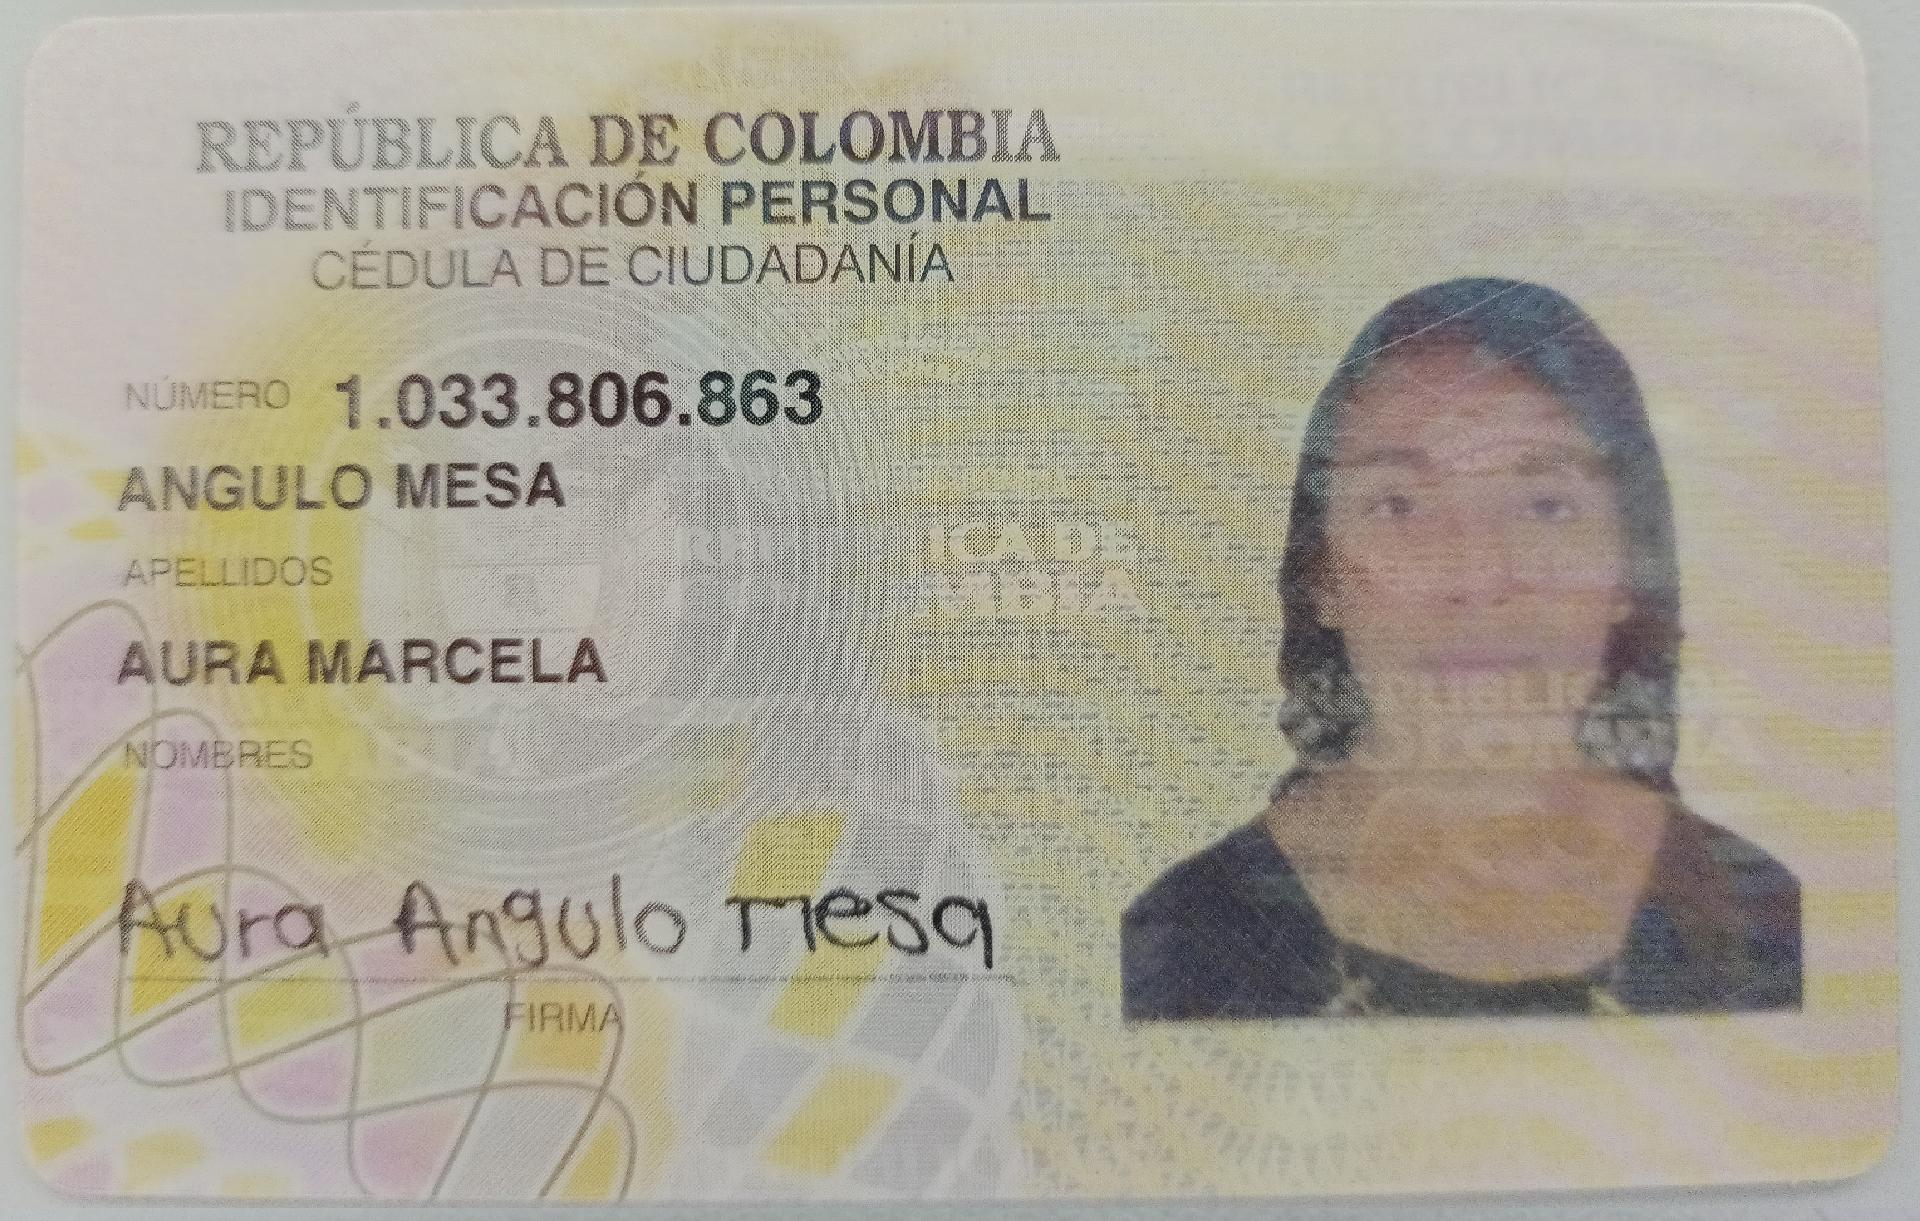 REPÚBLICA DE COLOMBIA
IDENTIFICACIÓN PERSONAL
CÉDULA DE CIUDADANÍA
NÚMERO 1.033.806.863
ANGULO MESA
APELLIDOS
AURA MARCELA
NOMBRES
Aura Angulo Mesa
FIRMA